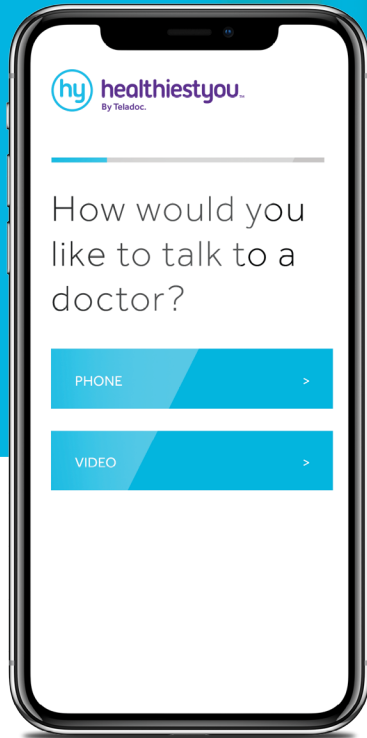 hy healthiestyou™
By Teladoc.
How would you
like to talk to a
doctor?
PHONE >
VIDEO >